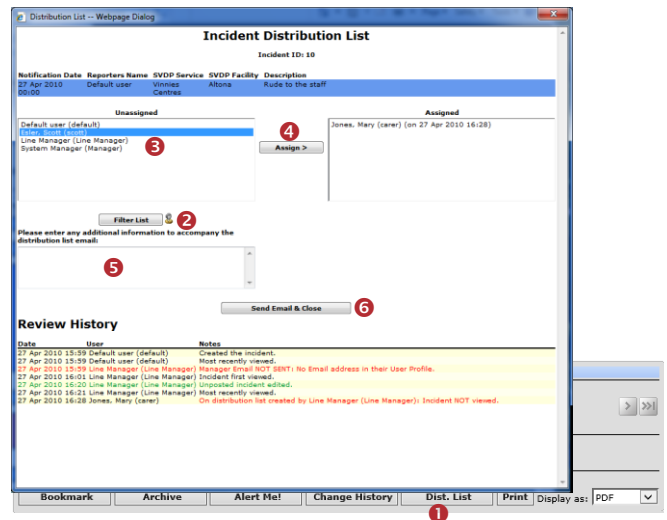 Distribution List -- Webpage Dialog
Incident Distribution List
Incident ID: 10
Notification Date Reporters Name SVDP Service SVDP Facility Description
27 Apr 2010 00:00 Default user Vinnies Centres Altona Rude to the staff
Unassigned
Assigned
Default user (default)
Esler, Scott (scott)
Line Manager (Line Manager)
System Manager (Manager)
3
4
Assign >
Jones, Mary (carer) (on 27 Apr 2010 16:28)
Filter List
2
Please enter any additional information to accompany the
distribution list email:
5
Send Email & Close
6
Review History
Date User Notes
27 Apr 2010 15:59 Default user (default) Created the incident.
27 Apr 2010 15:59 Default user (default) Most recently viewed.
27 Apr 2010 15:59 Line Manager (Line Manager) Manager Email NOT SENT: No Email address in their User Profile.
27 Apr 2010 16:01 Line Manager (Line Manager) Incident first viewed.
27 Apr 2010 16:20 Line Manager (Line Manager) Unposted incident edited.
27 Apr 2010 16:21 Line Manager (Line Manager) Most recently viewed.
27 Apr 2010 16:28 Jones, Mary (carer) On distribution list created by Line Manager (Line Manager): Incident NOT viewed.
Bookmark Archive Alert Me! Change History Dist. List Print Display as: PDF
1